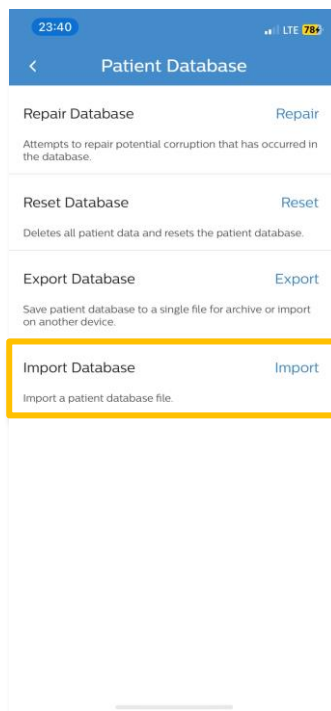 23:40
LTE 78
Patient Database
Repair Database Repair
Attempts to repair potential corruption that has occurred in
the database.
Reset Database Reset
Deletes all patient data and resets the patient database.
Export Database Export
Save patient database to a single file for archive or import
on another device.
Import Database Import
Import a patient database file.